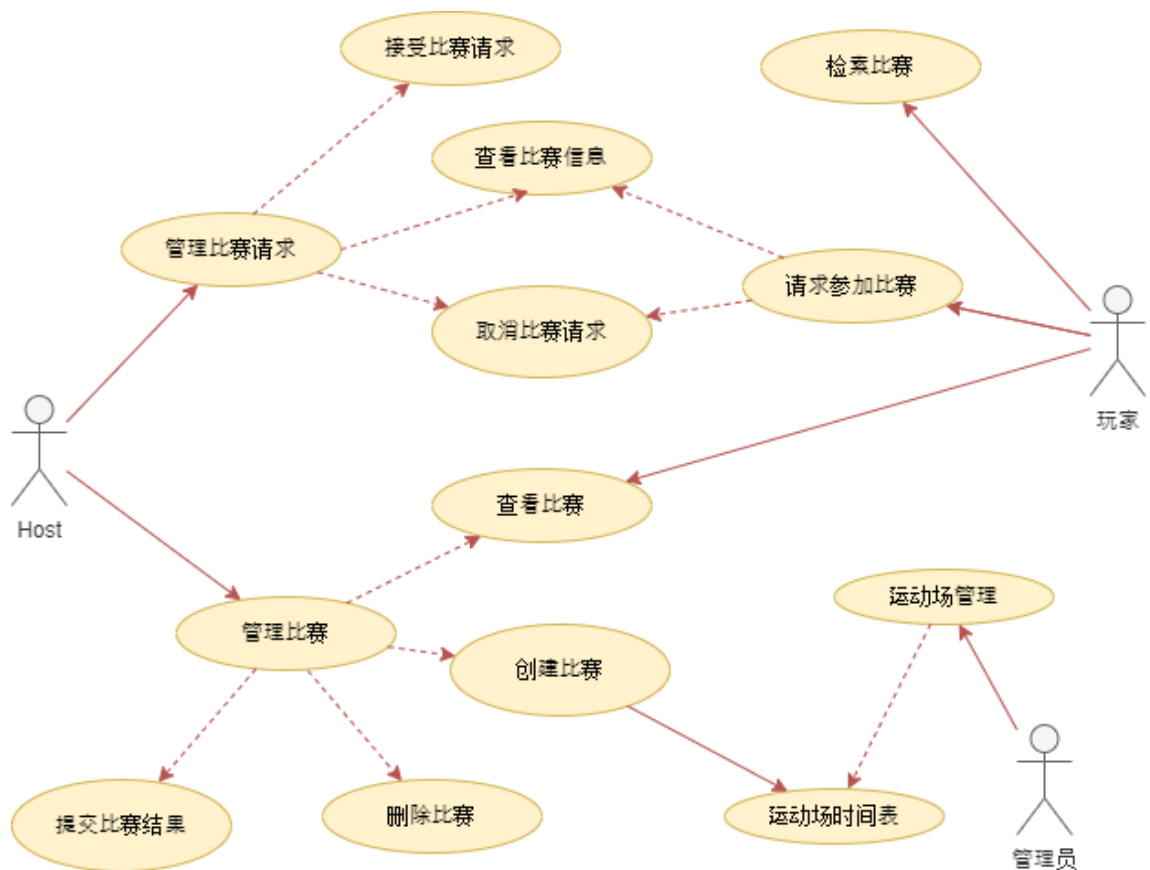 接受比赛请求
检素比赛
查看比赛信息
管理比赛请求
请求参加比赛
取消比赛请求
玩家
Host
查看比赛
运动场管理
管理比赛
创建比赛
提交比赛结果
删除比赛
运动场时间表
管理员